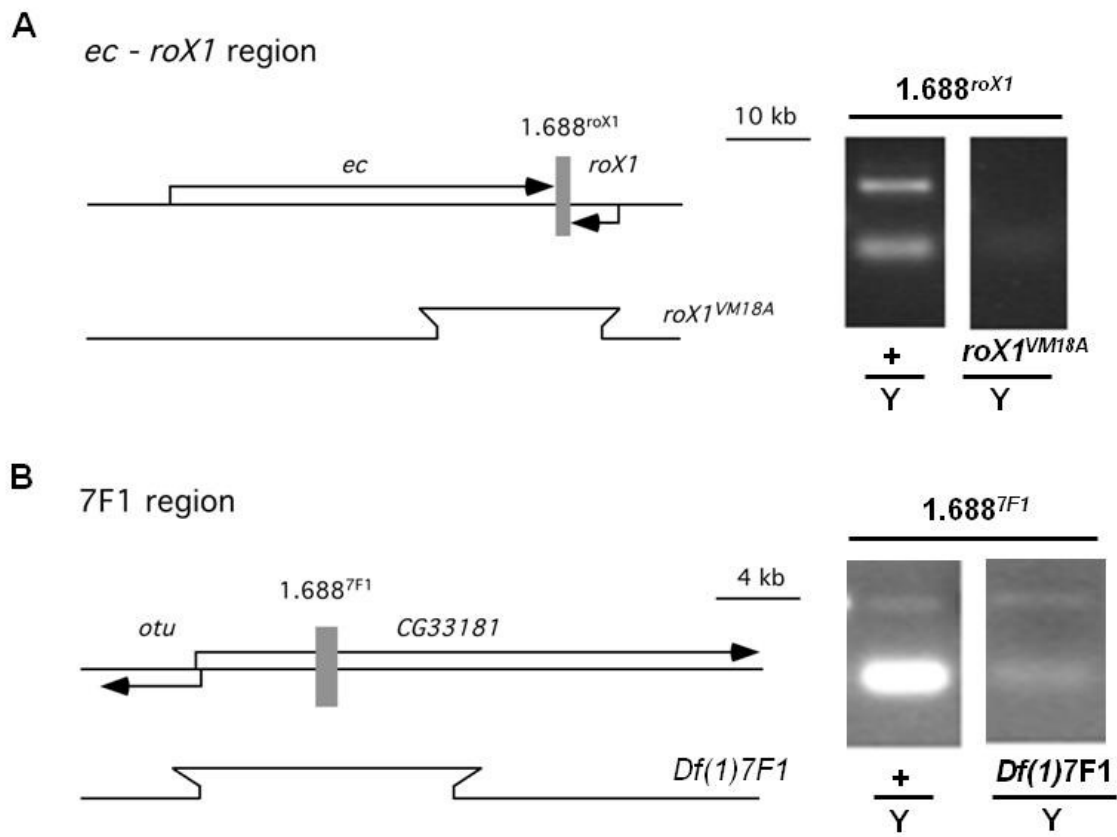 A
ec - roX1 region
1.688roX1
10 kb
1.688roX1
ec
roX1
roX1VM18A
+
Y
roX1VM18A
Y
B
7F1 region
1.6887F1
4 kb
1.6887F1
otu
CG33181
Df(1)7F1
+
Y
Df(1)7F1
Y